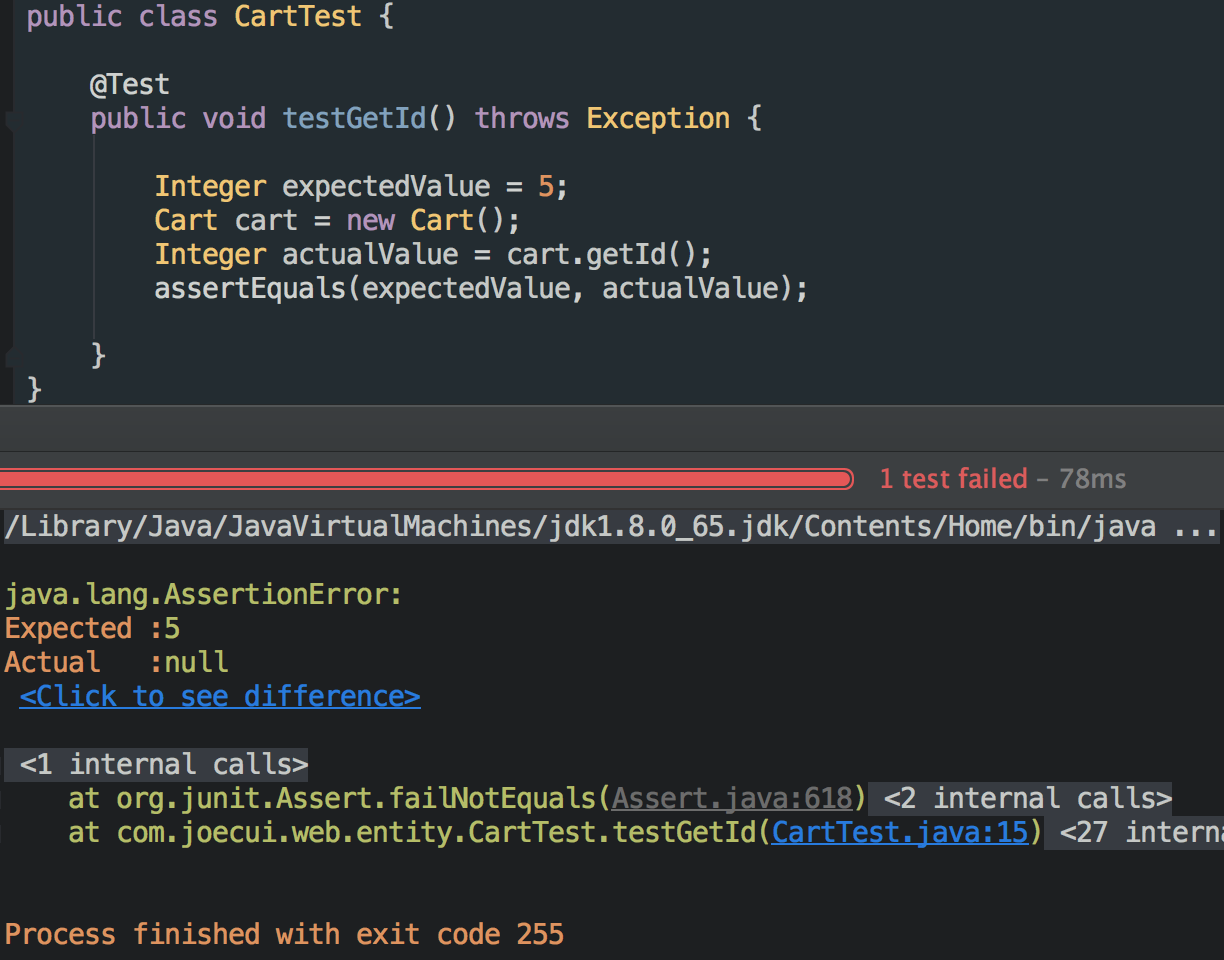 public class CartTest {
@Test
public void testGetId() throws Exception {
Integer expectedValue = 5;
Cart cart = new Cart();
Integer actualValue = cart.getId();
assertEquals(expectedValue, actualValue);
}
}
1 test failed – 78ms
/Library/Java/JavaVirtualMachines/jdk1.8.0_65.jdk/Contents/Home/bin/java ...
java.lang.AssertionError:
Expected :5
Actual   :null
<Click to see difference>
<1 internal calls>
at org.junit.Assert.failNotEquals(Assert.java:618) <2 internal calls>
at com.joecui.web.entity.CartTest.testGetId(CartTest.java:15) <27 interna
Process finished with exit code 255